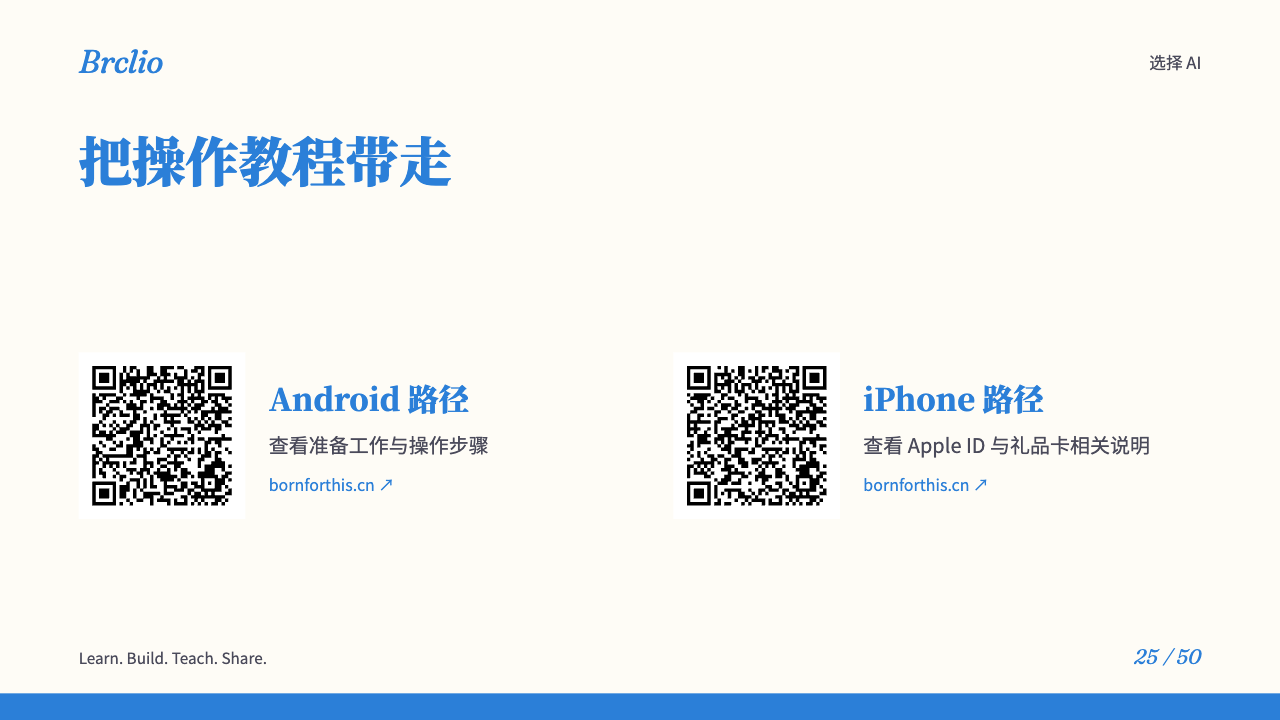 Brclio
选择 AI
把操作教程带走
Android 路径
查看准备工作与操作步骤
bornforthis.cn ↗
iPhone 路径
查看 Apple ID 与礼品卡相关说明
bornforthis.cn ↗
Learn. Build. Teach. Share.
25 / 50